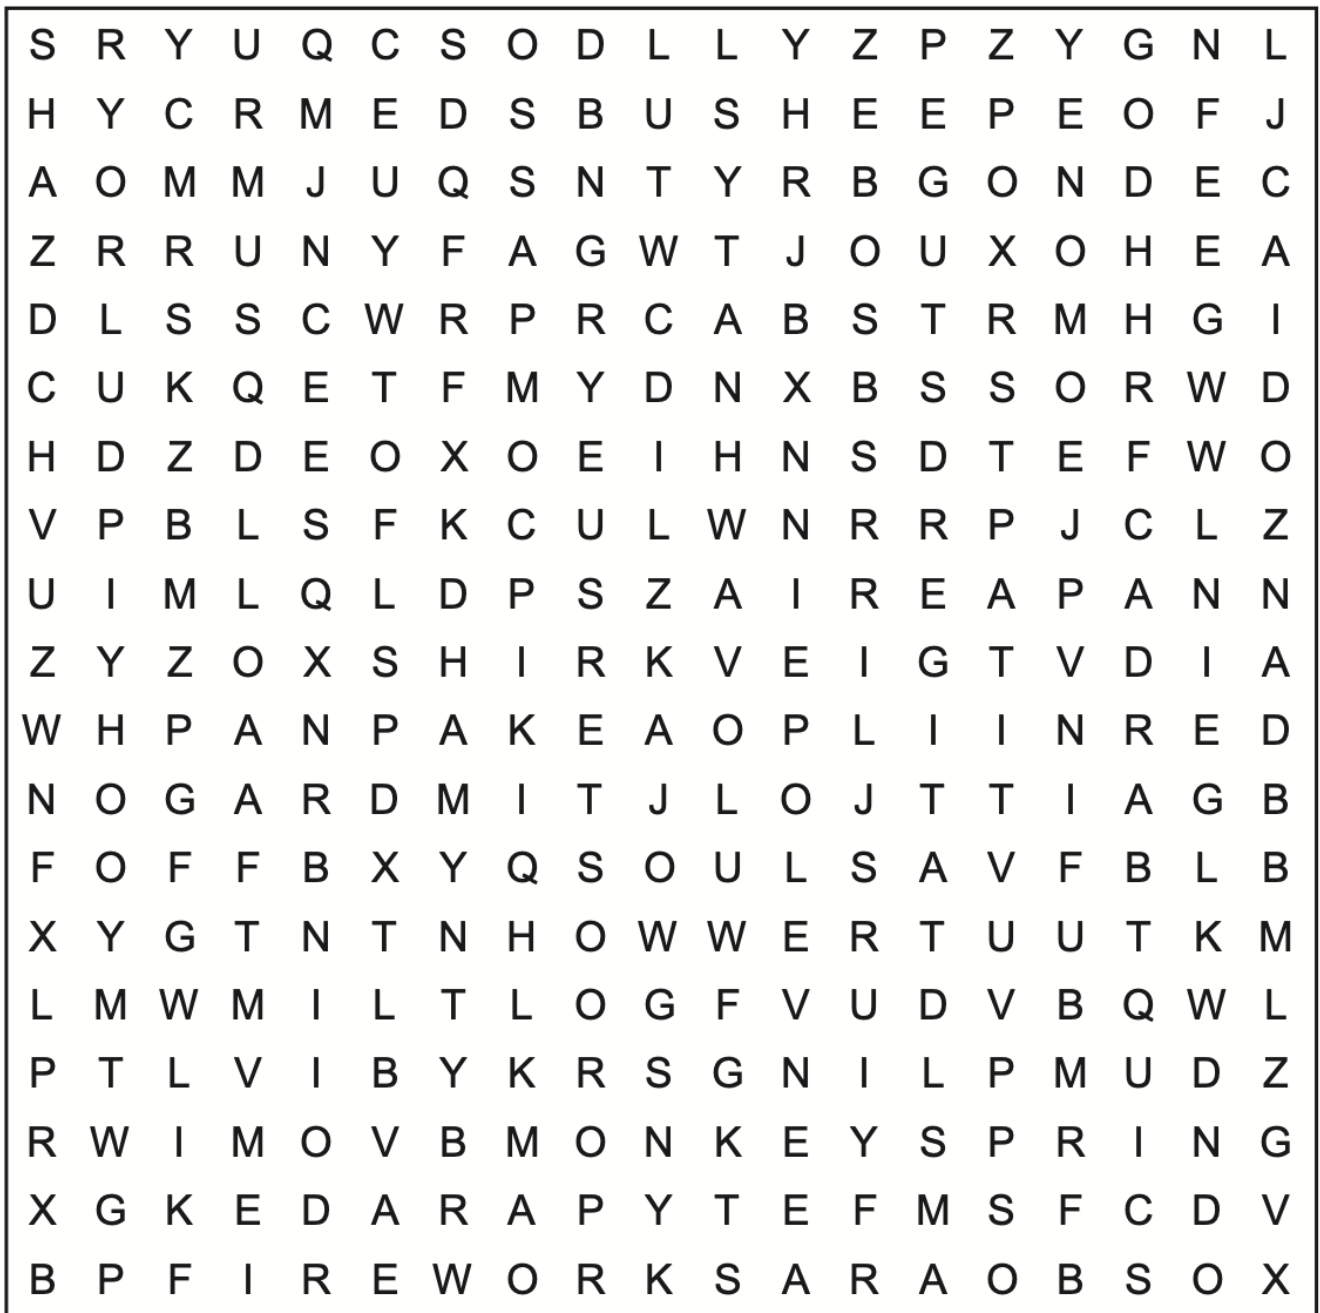 S R Y U Q C S O D L L Y Z P Z Y G N L
H Y C R M E D S B U S H E E P E O F J
A O M M J U Q S N T Y R B G O N D E C
Z R R U N Y F A G W T J O U X O H E A
D L S S C W R P R C A B S T R M H G I
C U K Q E T F M Y D N X B S S O R W D
H D Z D E O X O E I H N S D T E F W O
V P B L S F K C U L W N R R P J C L Z
U I M L Q L D P S Z A I R E A P A N N
Z Y Z O X S H I R K V E I G T V D I A
W H P A N P A K E A O P L I I N R E D
N O G A R D M I T J L O J T T I A G B
F O F F B X Y Q S O U L S A V F B L B
X Y G T N T N H O W W E R T U U T K M
L M W M I L T L O G F V U D V B Q W L
P T L V I B Y K R S G N I L P M U D Z
R W I M O V B M O N K E Y S P R I N G
X G K E D A R A P Y T E F M S F C D V
B P F I R E W O R K S A R A O B S O X